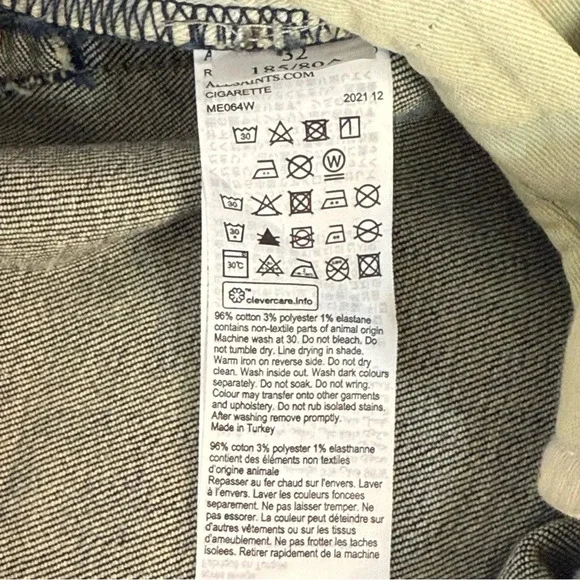 32
185/80A
ALLSAINTS.COM
CIGARETTE
ME064W 2021 12
30
W
30
30
30°C
clevercare.info
96% cotton 3% polyester 1% elastane
contains non-textile parts of animal origin
Machine wash at 30. Do not bleach. Do
not tumble dry. Line drying in shade.
Warm iron on reverse side. Do not dry
clean. Wash inside out. Wash dark colours
separately. Do not soak. Do not wring.
Colour may transfer onto other garments
and upholstery. Do not rub isolated stains.
After washing remove promptly.
Made in Turkey
96% coton 3% polyester 1% elasthanne
contient des éléments non textiles
d'origine animale
Repasser au fer chaud sur l'envers. Laver
à l'envers. Laver les couleurs foncées
separement. Ne pas laisser tremper. Ne
pas essorer. La couleur peut déteindre sur
d'autres vêtements ou sur les tissus
d'ameublement. Ne pas frotter les taches
isolees. Retirer rapidement de la machine